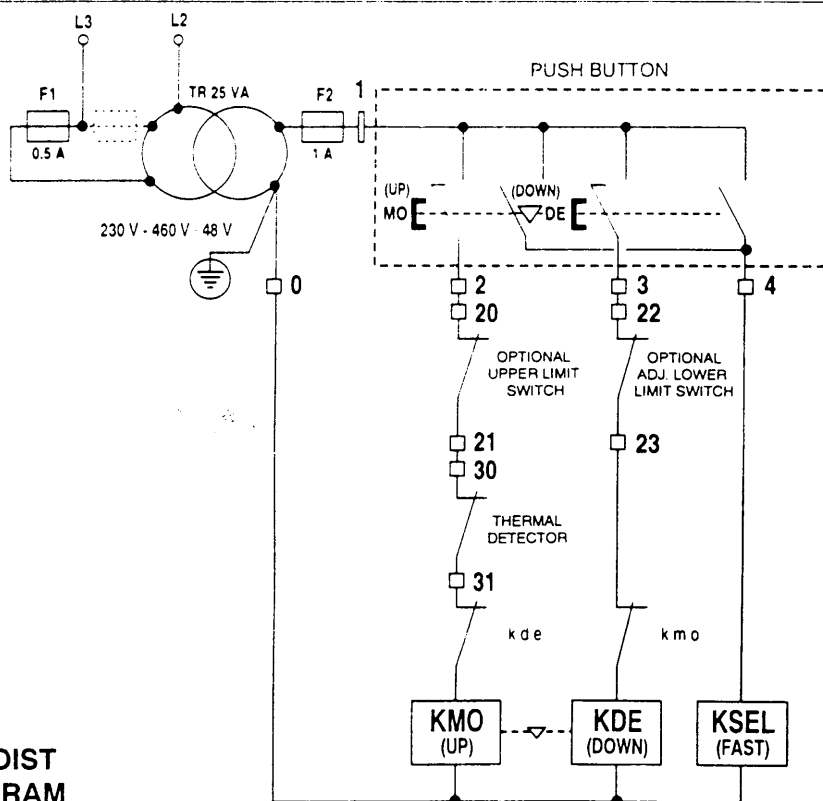 L3
L2
F1
TR 25 VA
F2
1
PUSH BUTTON
0.5 A
1 A
(UP)
MO
(DOWN)
DE
230 V - 460 V - 48 V
0
2
3
4
20
22
OPTIONAL
UPPER LIMIT
SWITCH
OPTIONAL
ADJ. LOWER
LIMIT SWITCH
21
23
30
THERMAL
DETECTOR
31
kde
kmo
KMO
(UP)
KDE
(DOWN)
KSEL
(FAST)